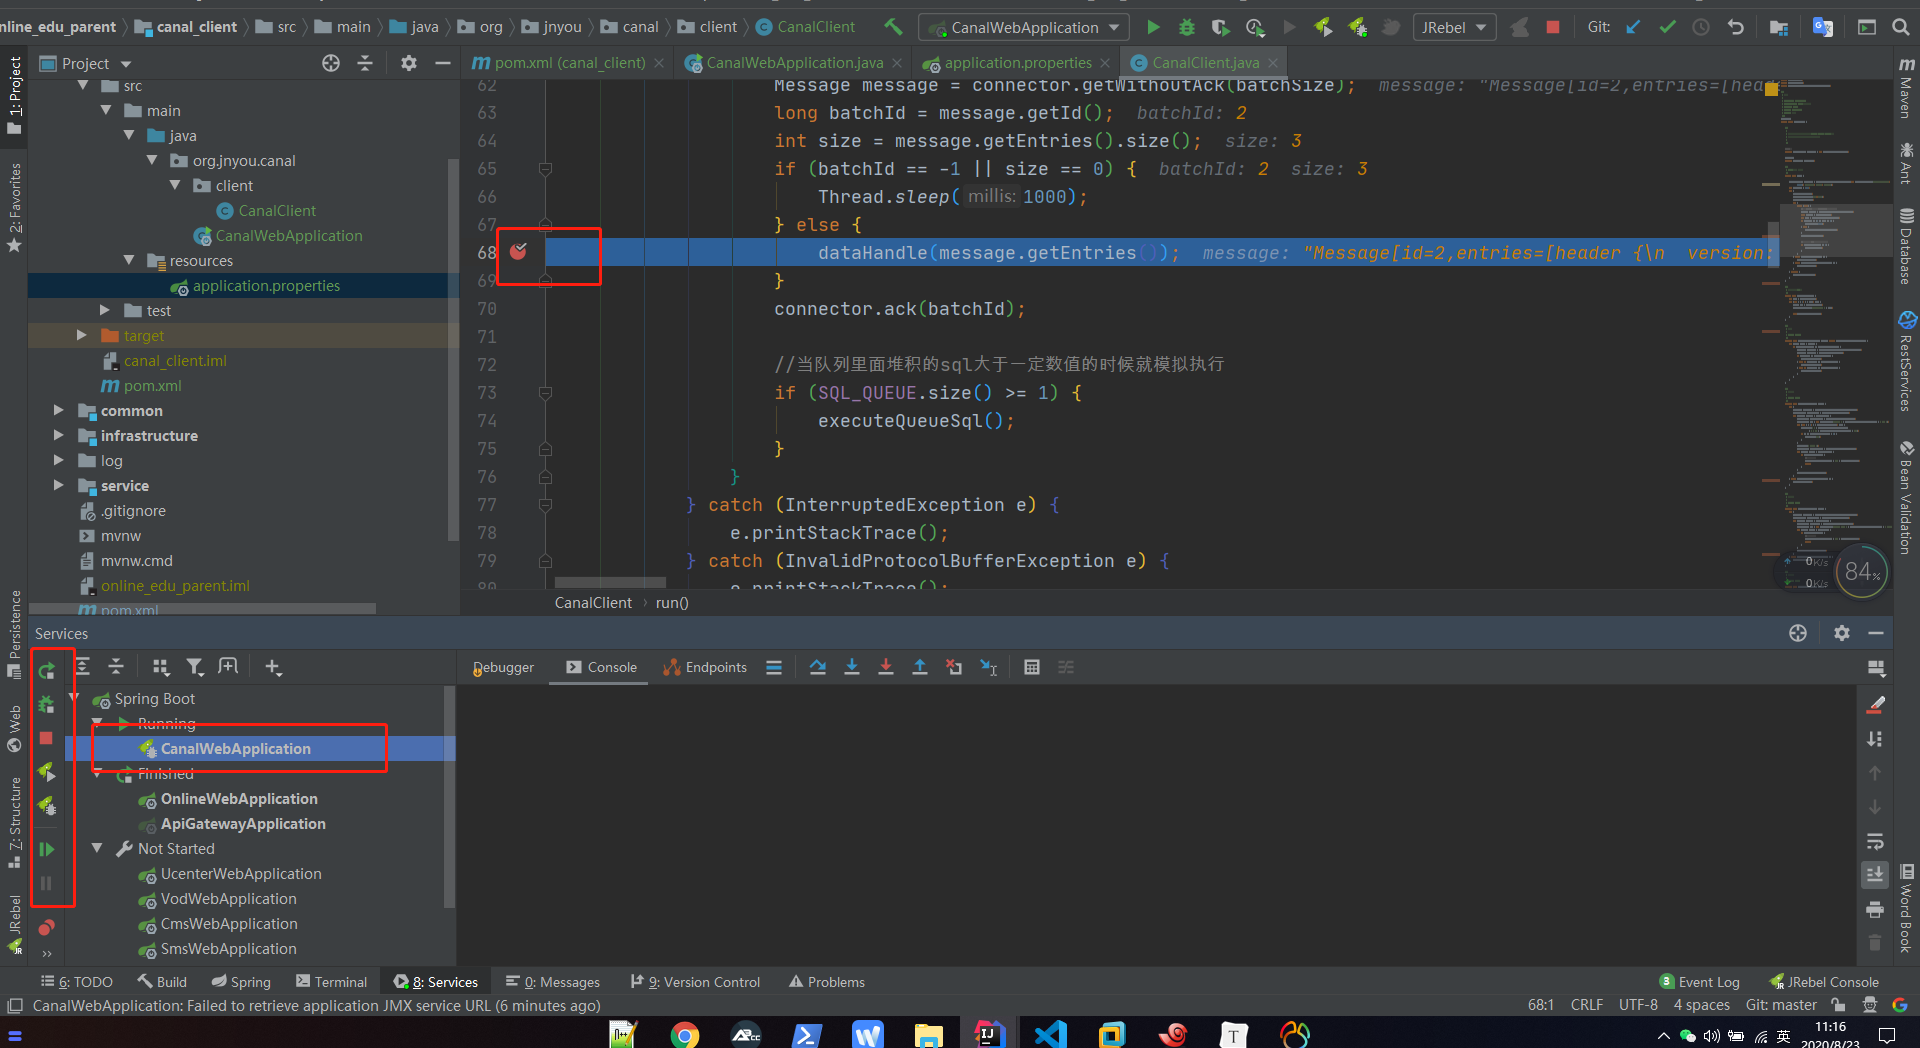 nline_edu_parent canal_client src main java org jnyou canal client CanalClient CanalWebApplication JRebel Git:
Project
pom.xml (canal_client) CanalWebApplication.java application.properties CanalClient.java
1: Project
2: Favorites
Persistence
Web
7: Structure
JRebel
src
main
java
org.jnyou.canal
client
CanalClient
CanalWebApplication
resources
application.properties
test
target
canal_client.iml
pom.xml
common
infrastructure
log
service
.gitignore
mvnw
mvnw.cmd
online_edu_parent.iml
pom.xml
62 Message message = connector.getWithoutAck(batchSize); message: "Message[id=2,entries=[hea
63 long batchId = message.getId(); batchId: 2
64 int size = message.getEntries().size(); size: 3
65 if (batchId == -1 || size == 0) { batchId: 2 size: 3
66 Thread.sleep( millis: 1000);
67 } else {
68 dataHandle(message.getEntries()); message: "Message[id=2,entries=[header {\n version:
69 }
70 connector.ack(batchId);
71
72 //当队列里面堆积的sql大于一定数值的时候就模拟执行
73 if (SQL_QUEUE.size() >= 1) {
74 executeQueueSql();
75 }
76 }
77 } catch (InterruptedException e) {
78 e.printStackTrace();
79 } catch (InvalidProtocolBufferException e) {
80 e.printStackTrace();
CanalClient run()
Maven
Ant
Database
RestServices
Bean Validation
Word Book
0K/s
0K/s
84%
Services
Debugger Console Endpoints
Spring Boot
Running
CanalWebApplication
Finished
OnlineWebApplication
ApiGatewayApplication
Not Started
UcenterWebApplication
VodWebApplication
CmsWebApplication
SmsWebApplication
6: TODO Build Spring Terminal 8: Services 0: Messages 9: Version Control Problems 3 Event Log JRebel Console
CanalWebApplication: Failed to retrieve application JMX service URL (6 minutes ago) 68:1 CRLF UTF-8 4 spaces Git: master
英 11:16
2020/8/23